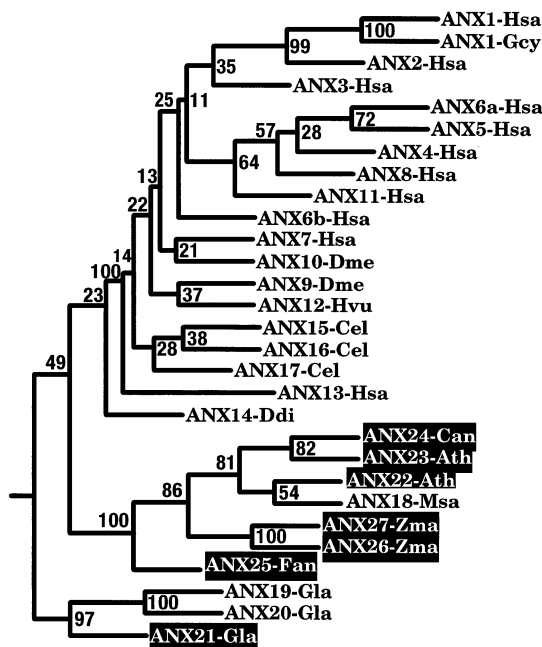 ANX1-Hsa
100
ANX1-Gcy
99
ANX2-Hsa
35
ANX3-Hsa
25
11
ANX6a-Hsa
72
ANX5-Hsa
57
28
ANX4-Hsa
64
ANX8-Hsa
ANX11-Hsa
13
22
ANX6b-Hsa
ANX7-Hsa
21
ANX10-Dme
14
100
ANX9-Dme
23
37
ANX12-Hvu
ANX15-Cel
38
28
ANX16-Cel
49
ANX17-Cel
ANX13-Hsa
ANX14-Ddi
ANX24-Can
82
81
ANX23-Ath
ANX22-Ath
86
54
ANX18-Msa
100
ANX27-Zma
100
ANX26-Zma
ANX25-Fan
ANX19-Gla
100
97
ANX20-Gla
ANX21-Gla